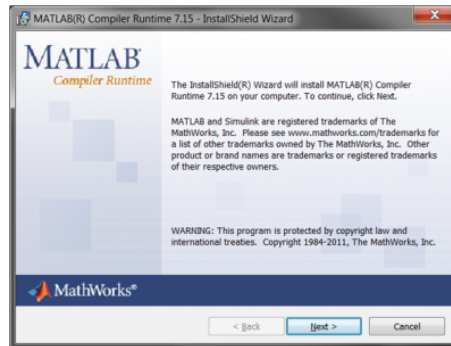 MATLAB(R) Compiler Runtime 7.15 - InstallShield Wizard
MATLAB®
Compiler Runtime
The InstallShield(R) Wizard will install MATLAB(R) Compiler
Runtime 7.15 on your computer. To continue, click Next.
MATLAB and Simulink are registered trademarks of The
MathWorks, Inc. Please see www.mathworks.com/trademarks for
a list of other trademarks owned by The MathWorks, Inc. Other
product or brand names are trademarks or registered trademarks
of their respective owners.
WARNING: This program is protected by copyright law and
international treaties. Copyright 1984-2011, The MathWorks, Inc.
MathWorks®
< Back
Next >
Cancel